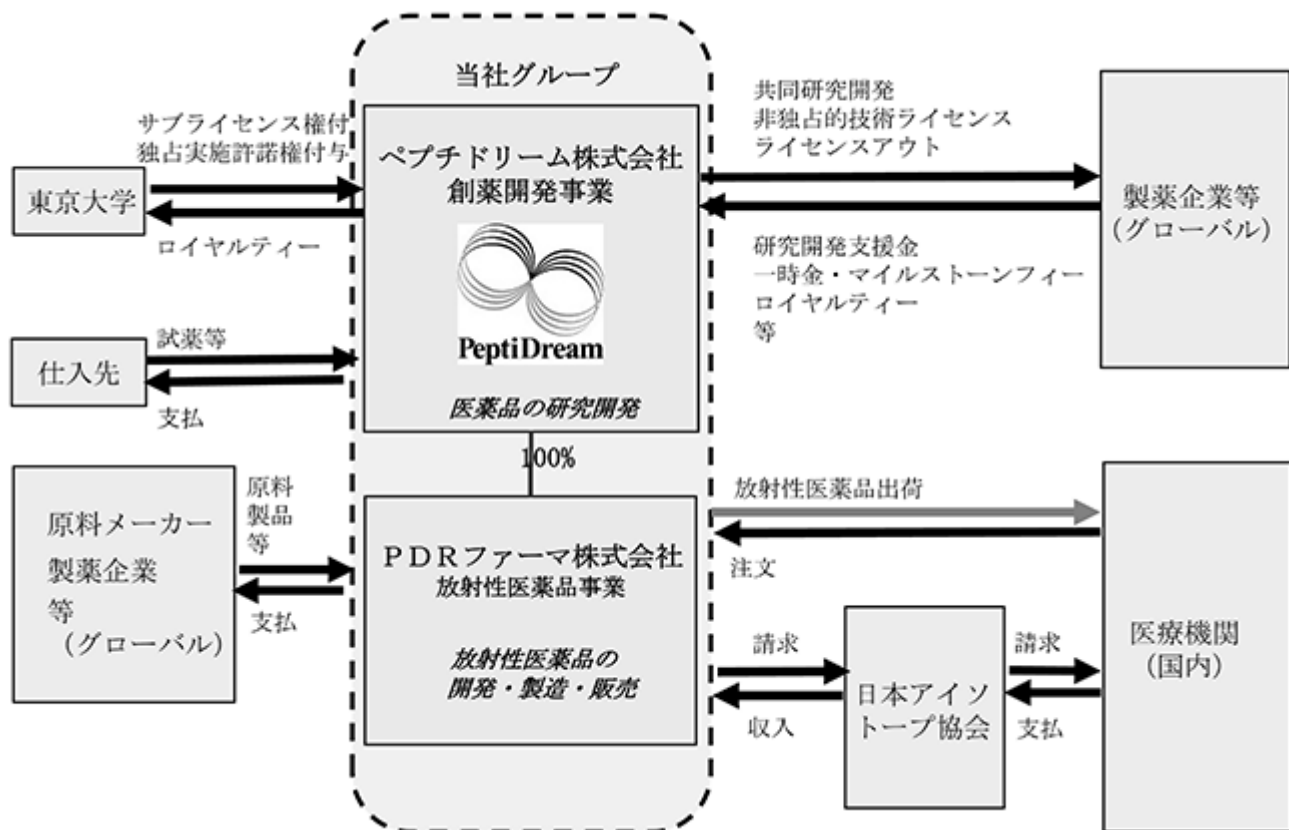 当社グループ
サブライセンス権付
独占実施許諾権付与
東京大学
ロイヤルティー
ペプチドリーム株式会社
創薬開発事業
PeptiDream
医薬品の研究開発
共同研究開発
非独占的技術ライセンス
ライセンスアウト
製薬企業等
(グローバル)
研究開発支援金
一時金・マイルストーンフィー
ロイヤルティー
等
仕入先
試薬等
支払
100%
原料メーカー
製薬企業
等
(グローバル)
原料
製品
等
支払
PDRファーマ株式会社
放射性医薬品事業
放射性医薬品の
開発・製造・販売
放射性医薬品出荷
注文
請求
収入
日本アイソ
トープ協会
請求
支払
医療機関
(国内)